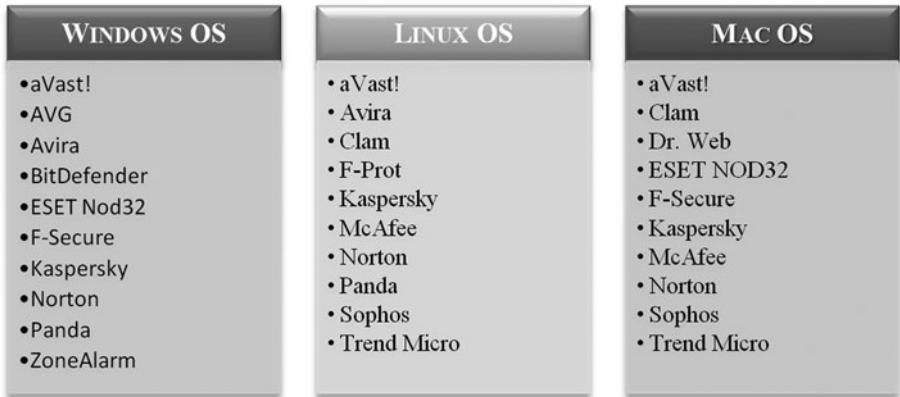 WINDOWS OS
•aVast!
•AVG
•Avira
•BitDefender
•ESET Nod32
•F-Secure
•Kaspersky
•Norton
•Panda
•ZoneAlarm
LINUX OS
• aVast!
• Avira
• Clam
• F-Prot
• Kaspersky
• McAfee
• Norton
• Panda
• Sophos
• Trend Micro
MAC OS
• aVast!
• Clam
• Dr. Web
• ESET NOD32
• F-Secure
• Kaspersky
• McAfee
• Norton
• Sophos
• Trend Micro